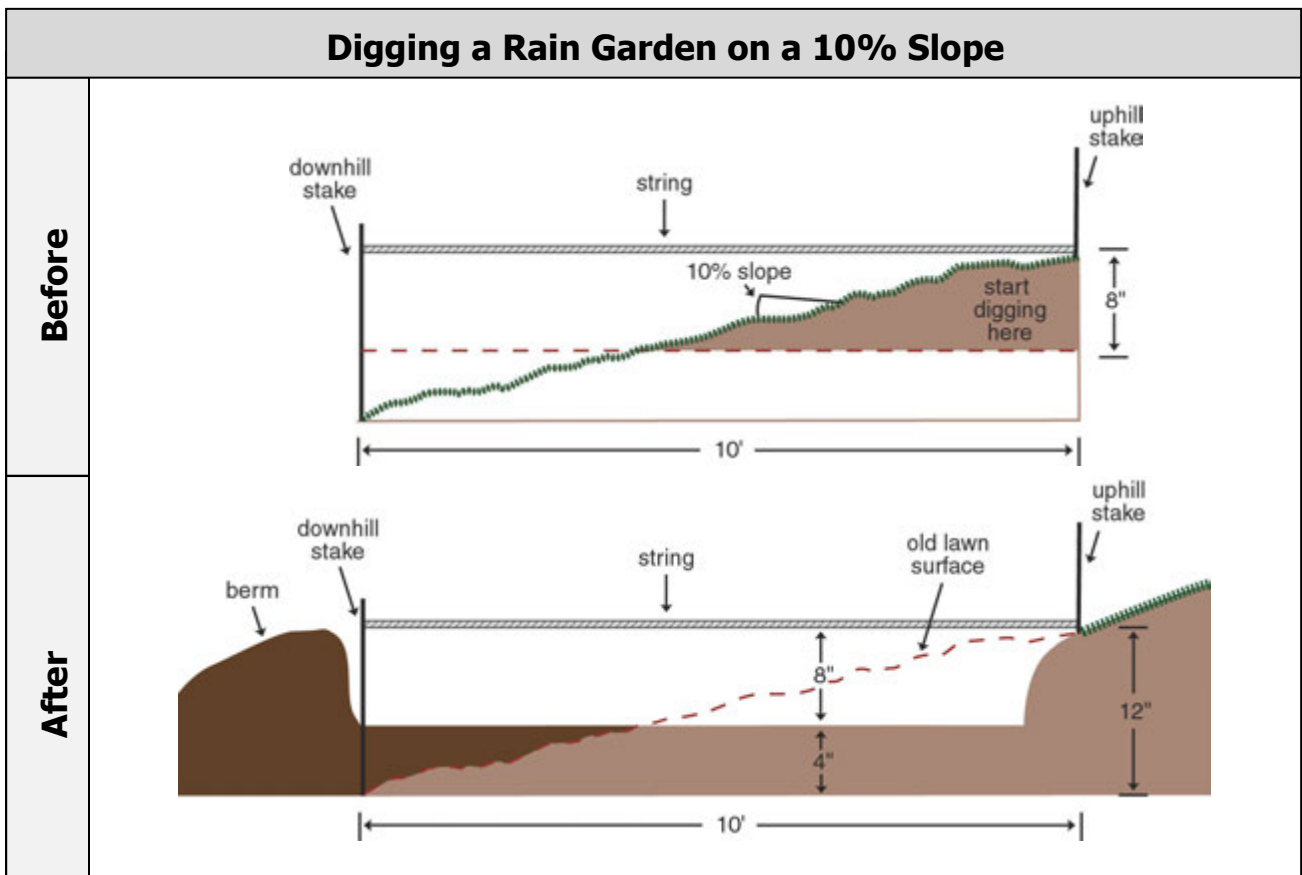 Digging a Rain Garden on a 10% Slope
Before
uphill
stake
downhill
stake
string
10% slope
start
digging
here
8"
10'
After
uphill
stake
downhill
stake
string
old lawn
surface
berm
8"
12"
4"
10'